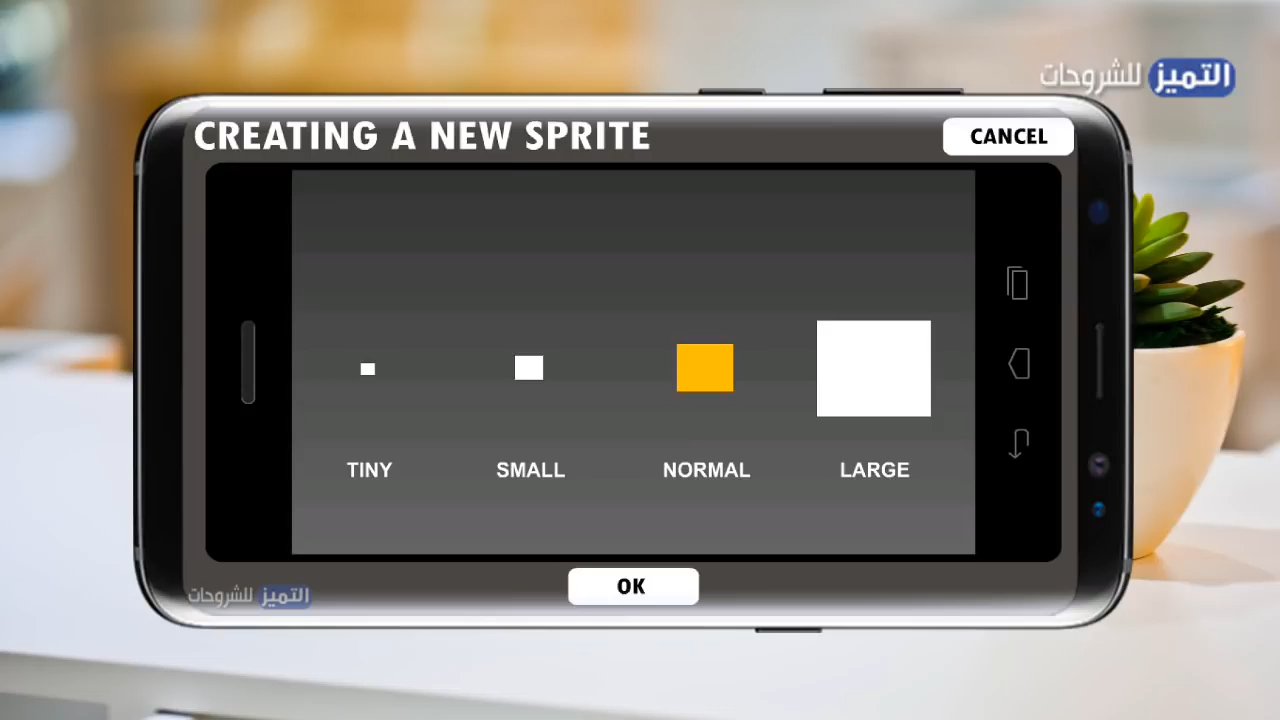 التميز للشروحات
CREATING A NEW SPRITE
CANCEL
TINY
SMALL
NORMAL
LARGE
OK
التميز للشروحات